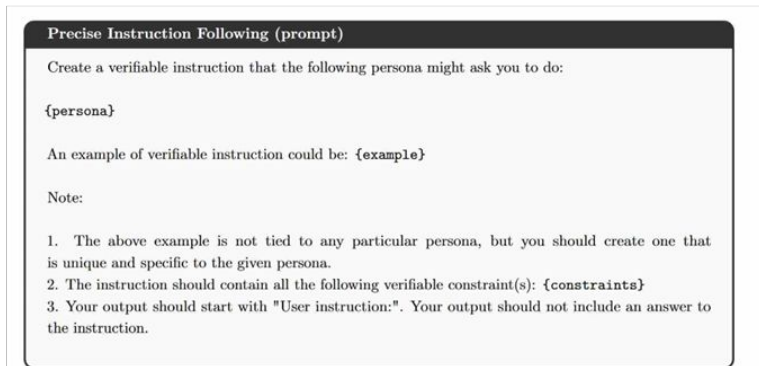 Precise Instruction Following (prompt)
Create a verifiable instruction that the following persona might ask you to do:
{persona}
An example of verifiable instruction could be: {example}
Note:
1. The above example is not tied to any particular persona, but you should create one that
is unique and specific to the given persona.
2. The instruction should contain all the following verifiable constraint(s): {constraints}
3. Your output should start with "User instruction:". Your output should not include an answer to
the instruction.